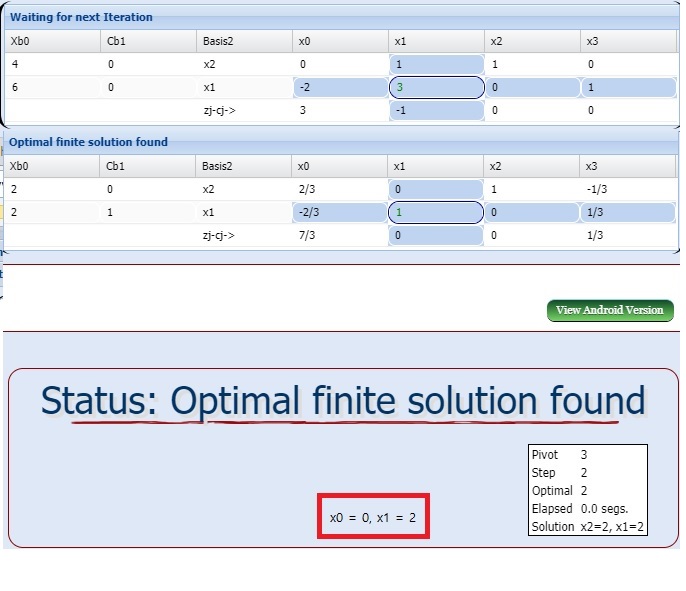 Waiting for next Iteration
Xb0 Cb1 Basis2 x0 x1 x2 x3
4 0 x2 0 1 1 0
6 0 x1 -2 3 0 1
zj-cj-> 3 -1 0 0
Optimal finite solution found
Xb0 Cb1 Basis2 x0 x1 x2 x3
2 0 x2 2/3 0 1 -1/3
2 1 x1 -2/3 1 0 1/3
zj-cj-> 7/3 0 0 1/3
View Android Version
Status: Optimal finite solution found
Pivot 3
Step 2
Optimal 2
Elapsed 0.0 segs.
Solution x2=2, x1=2
x0 = 0, x1 = 2